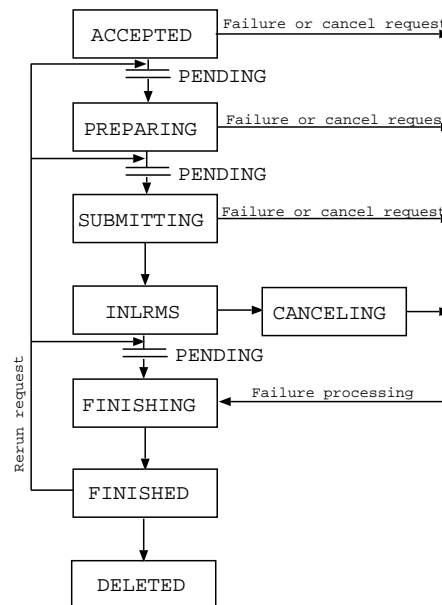 Failure or cancel request
ACCEPTED
PENDING
Failure or cancel request
PREPARING
PENDING
Failure or cancel request
SUBMITTING
INLRMS
CANCELING
PENDING
Failure processing
FINISHING
Rerun request
FINISHED
DELETED